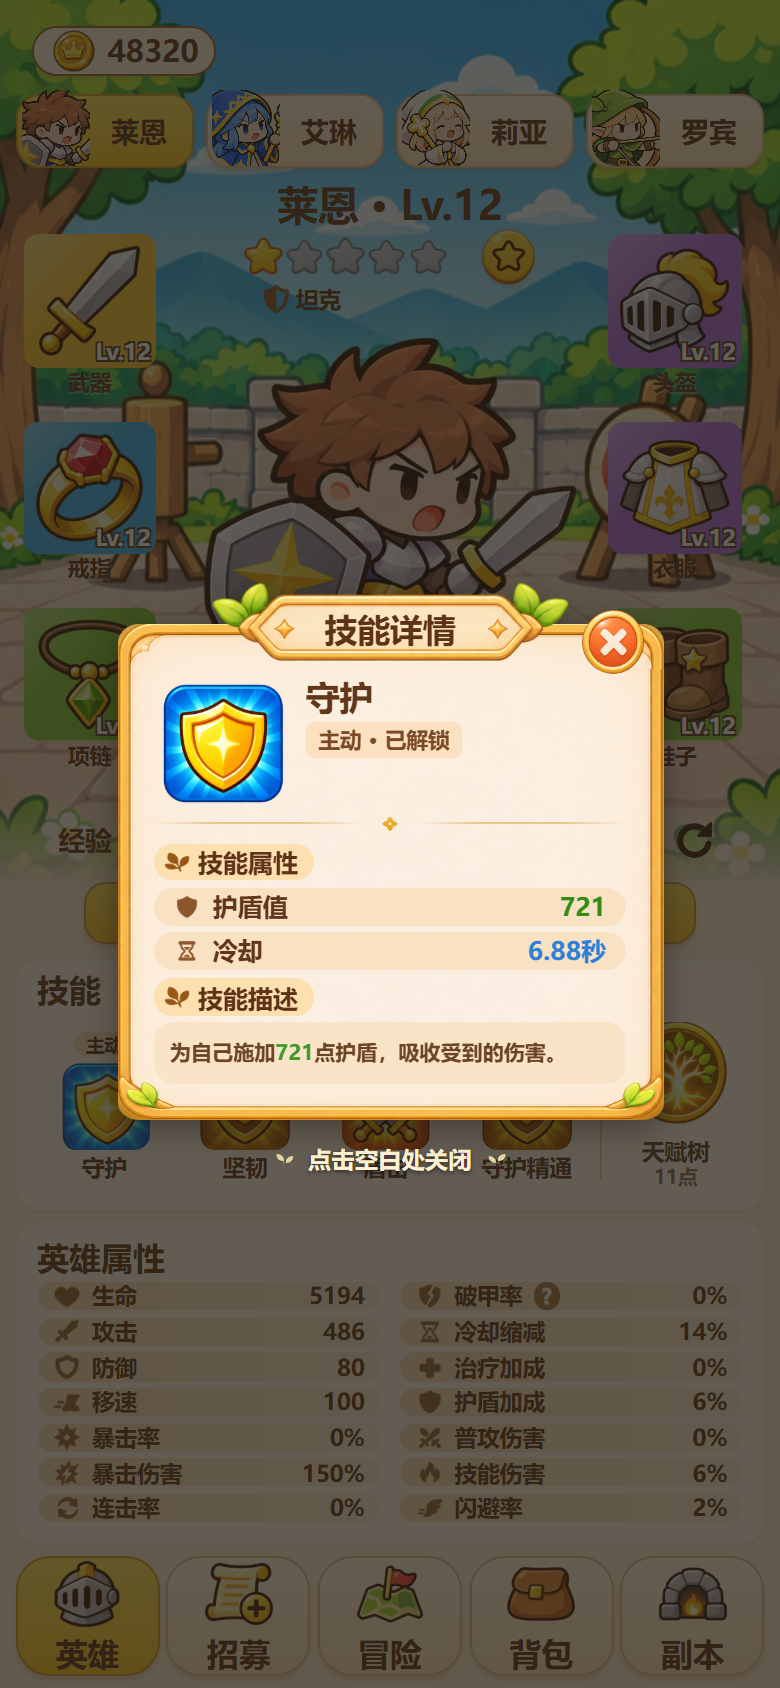 48320
莱恩
艾琳
莉亚
罗宾
莱恩 • Lv.12
坦克
Lv.12
武器
Lv.12
头盔
Lv.12
戒指
Lv.12
衣服
Lv
项链
Lv.12
鞋子
技能详情
守护
主动 • 已解锁
经验
技能属性
护盾值 721
冷却 6.88秒
技能描述
为自己施加721点护盾，吸收受到的伤害。
技能
主动
守护
坚韧
守护精通
天赋树
11点
点击空白处关闭
英雄属性
生命 5194
破甲率 ? 0%
攻击 486
冷却缩减 14%
防御 80
治疗加成 0%
移速 100
护盾加成 6%
暴击率 0%
普攻伤害 0%
暴击伤害 150%
技能伤害 6%
连击率 0%
闪避率 2%
英雄
招募
冒险
背包
副本